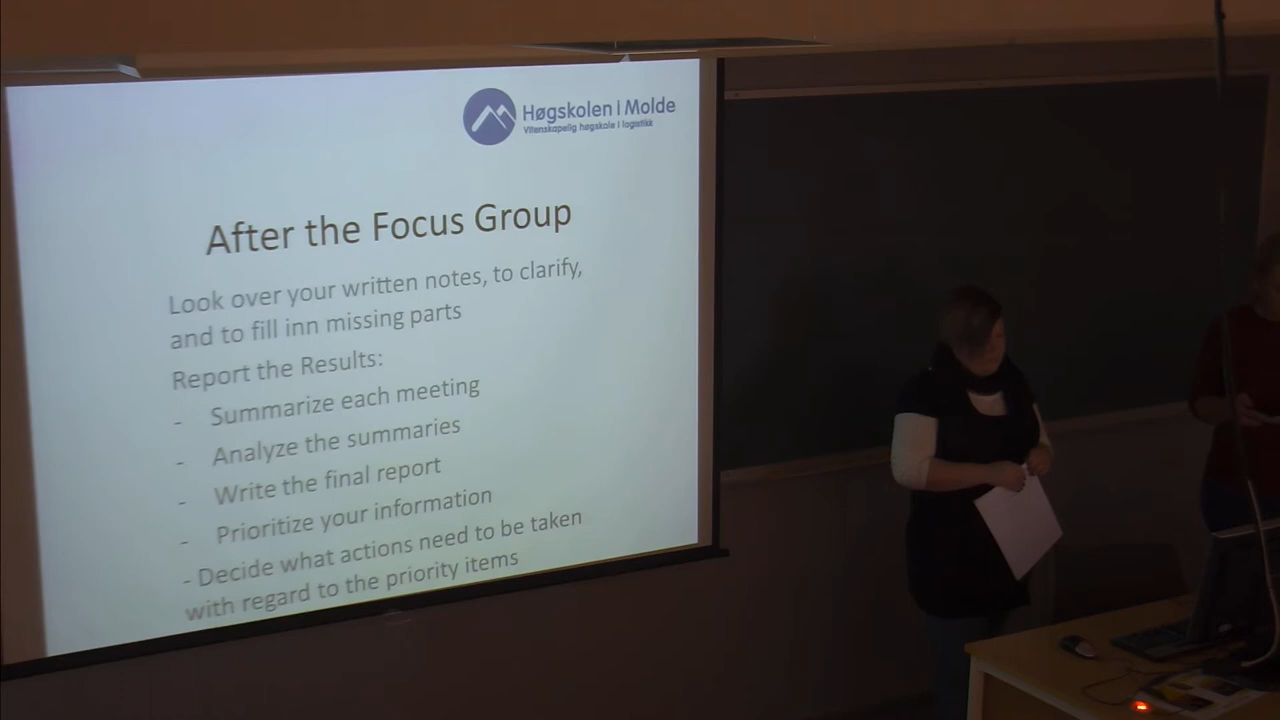 Høgskolen i Molde
Vitenskapelig høgskole i logistikk
After the Focus Group
Look over your written notes, to clarify,
and to fill inn missing parts
Report the Results:
- Summarize each meeting
- Analyze the summaries
- Write the final report
- Prioritize your information
- Decide what actions need to be taken
with regard to the priority items